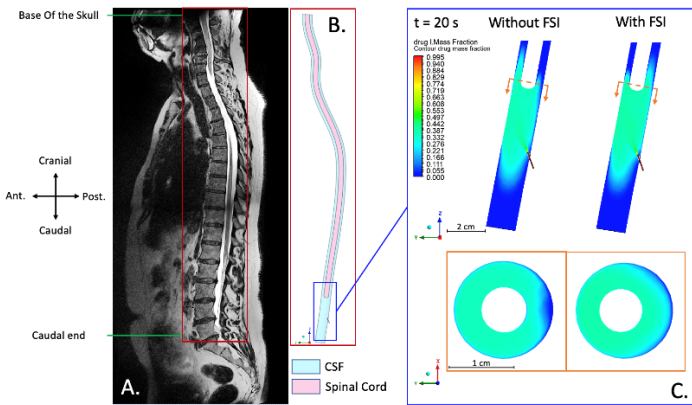 Base Of the Skull
Cranial
Ant.
Post.
Caudal
Caudal end
A.
B.
CSF
Spinal Cord
t = 20 s
Without FSI
With FSI
drug I.Mass Fraction
Contour drug mass fraction
0.995
0.940
0.884
0.829
0.774
0.719
0.663
0.608
0.553
0.497
0.442
0.387
0.332
0.276
0.221
0.166
0.111
0.055
0.000
Z
Y
2 cm
1 cm
X
Y
C.